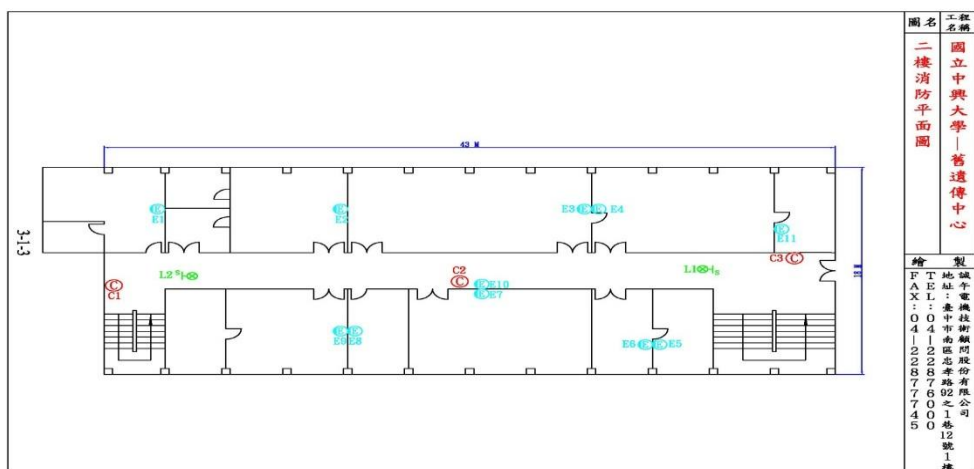 圖名
工程名稱
二樓消防平面圖
國立中興大學—舊遺傳中心
43 M
18 M
3-1-3
E1
E2
E3
E4
E11
L2 S
L1 S
C1
C2
C3
E10
E7
E9
E8
E6
E5
繪製
誠午電機技術顧問股份有限公司
地址：臺中市南區忠孝路92之1巷12號1樓
TEL：04—22876000
FAX：04—22877745